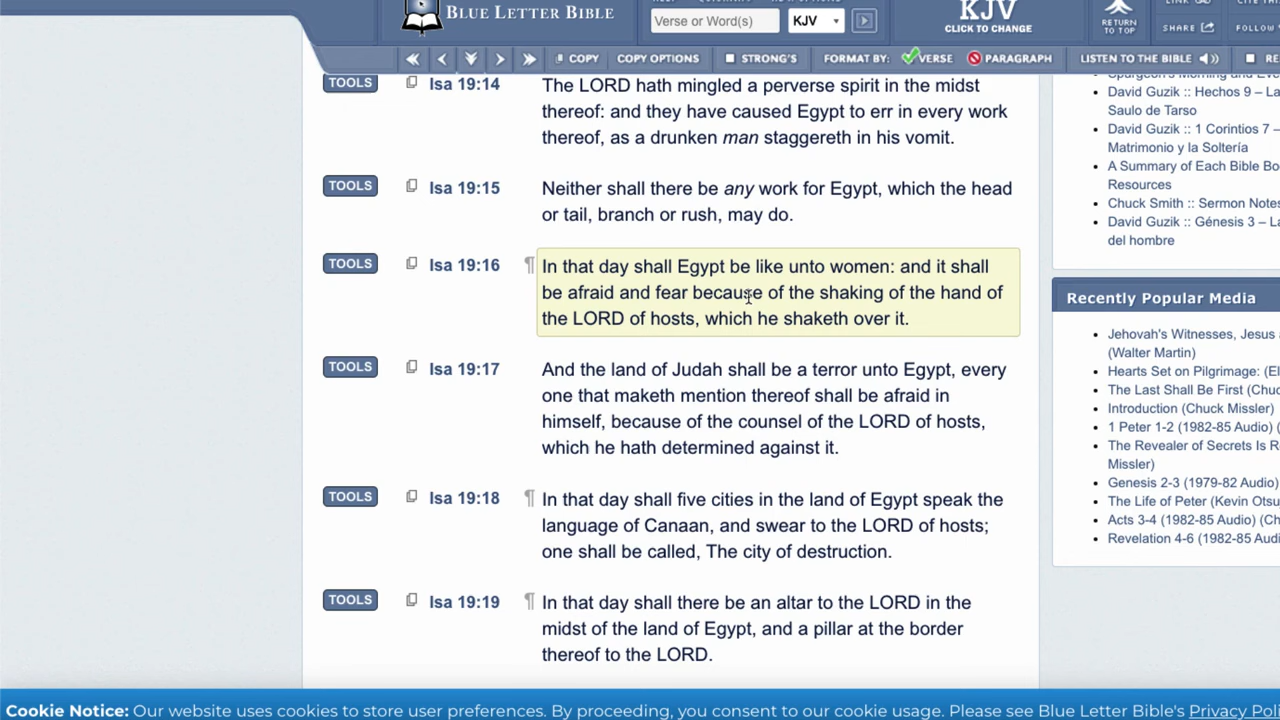 BLUE LETTER BIBLE
Verse or Word(s)
KJV
KJV
CLICK TO CHANGE
RETURN
TO TOP
SHARE
FOLLOW
COPY
COPY OPTIONS
STRONG'S
FORMAT BY:
VERSE
PARAGRAPH
LISTEN TO THE BIBLE
RE
TOOLS
Isa 19:14
The LORD hath mingled a perverse spirit in the midst
thereof: and they have caused Egypt to err in every work
thereof, as a drunken man staggereth in his vomit.
TOOLS
Isa 19:15
Neither shall there be any work for Egypt, which the head
or tail, branch or rush, may do.
TOOLS
Isa 19:16
¶ In that day shall Egypt be like unto women: and it shall
be afraid and fear because of the shaking of the hand of
the LORD of hosts, which he shaketh over it.
TOOLS
Isa 19:17
And the land of Judah shall be a terror unto Egypt, every
one that maketh mention thereof shall be afraid in
himself, because of the counsel of the LORD of hosts,
which he hath determined against it.
TOOLS
Isa 19:18
¶ In that day shall five cities in the land of Egypt speak the
language of Canaan, and swear to the LORD of hosts;
one shall be called, The city of destruction.
TOOLS
Isa 19:19
¶ In that day shall there be an altar to the LORD in the
midst of the land of Egypt, and a pillar at the border
thereof to the LORD.
David Guzik :: Hechos 9 – La
Saulo de Tarso
David Guzik :: 1 Corintios 7 –
Matrimonio y la Soltería
A Summary of Each Bible Bo
Resources
Chuck Smith :: Sermon Notes
David Guzik :: Génesis 3 – La
del hombre
Recently Popular Media
Jehovah's Witnesses, Jesus
(Walter Martin)
Hearts Set on Pilgrimage: (El
The Last Shall Be First (Chuc
Introduction (Chuck Missler)
1 Peter 1-2 (1982-85 Audio) (
The Revealer of Secrets Is R
Missler)
Genesis 2-3 (1979-82 Audio)
The Life of Peter (Kevin Otsu
Acts 3-4 (1982-85 Audio) (Ch
Revelation 4-6 (1982-85 Audi
Cookie Notice: Our website uses cookies to store user preferences. By proceeding, you consent to our cookie usage. Please see Blue Letter Bible's Privacy Pol